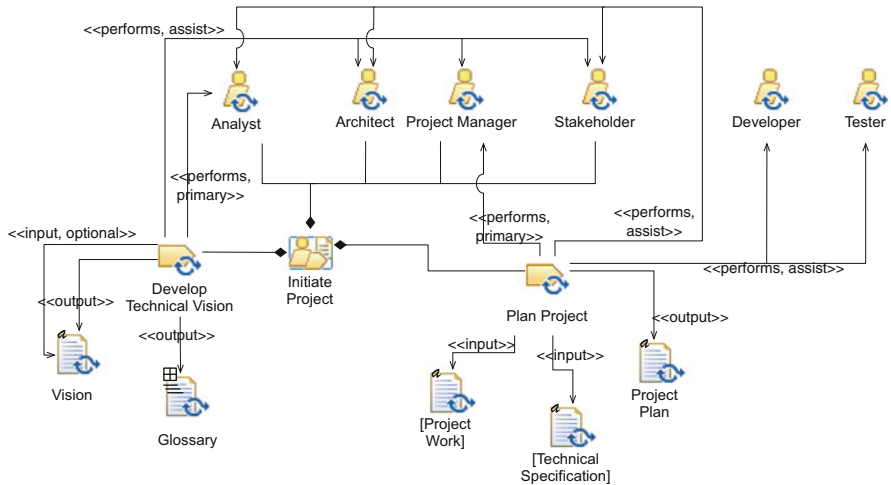 <<performs, assist>>
Analyst
Architect
Project Manager
Stakeholder
Developer
Tester
<<performs,
primary>>
<<input, optional>>
<<performs,
primary>>
<<performs,
assist>>
<<performs, assist>>
Initiate
Project
Develop
Technical Vision
Plan Project
<<output>>
<<output>>
<<output>>
<<input>>
<<input>>
a
Vision
Glossary
a
[Project
Work]
a
[Technical
Specification]
a
Project
Plan